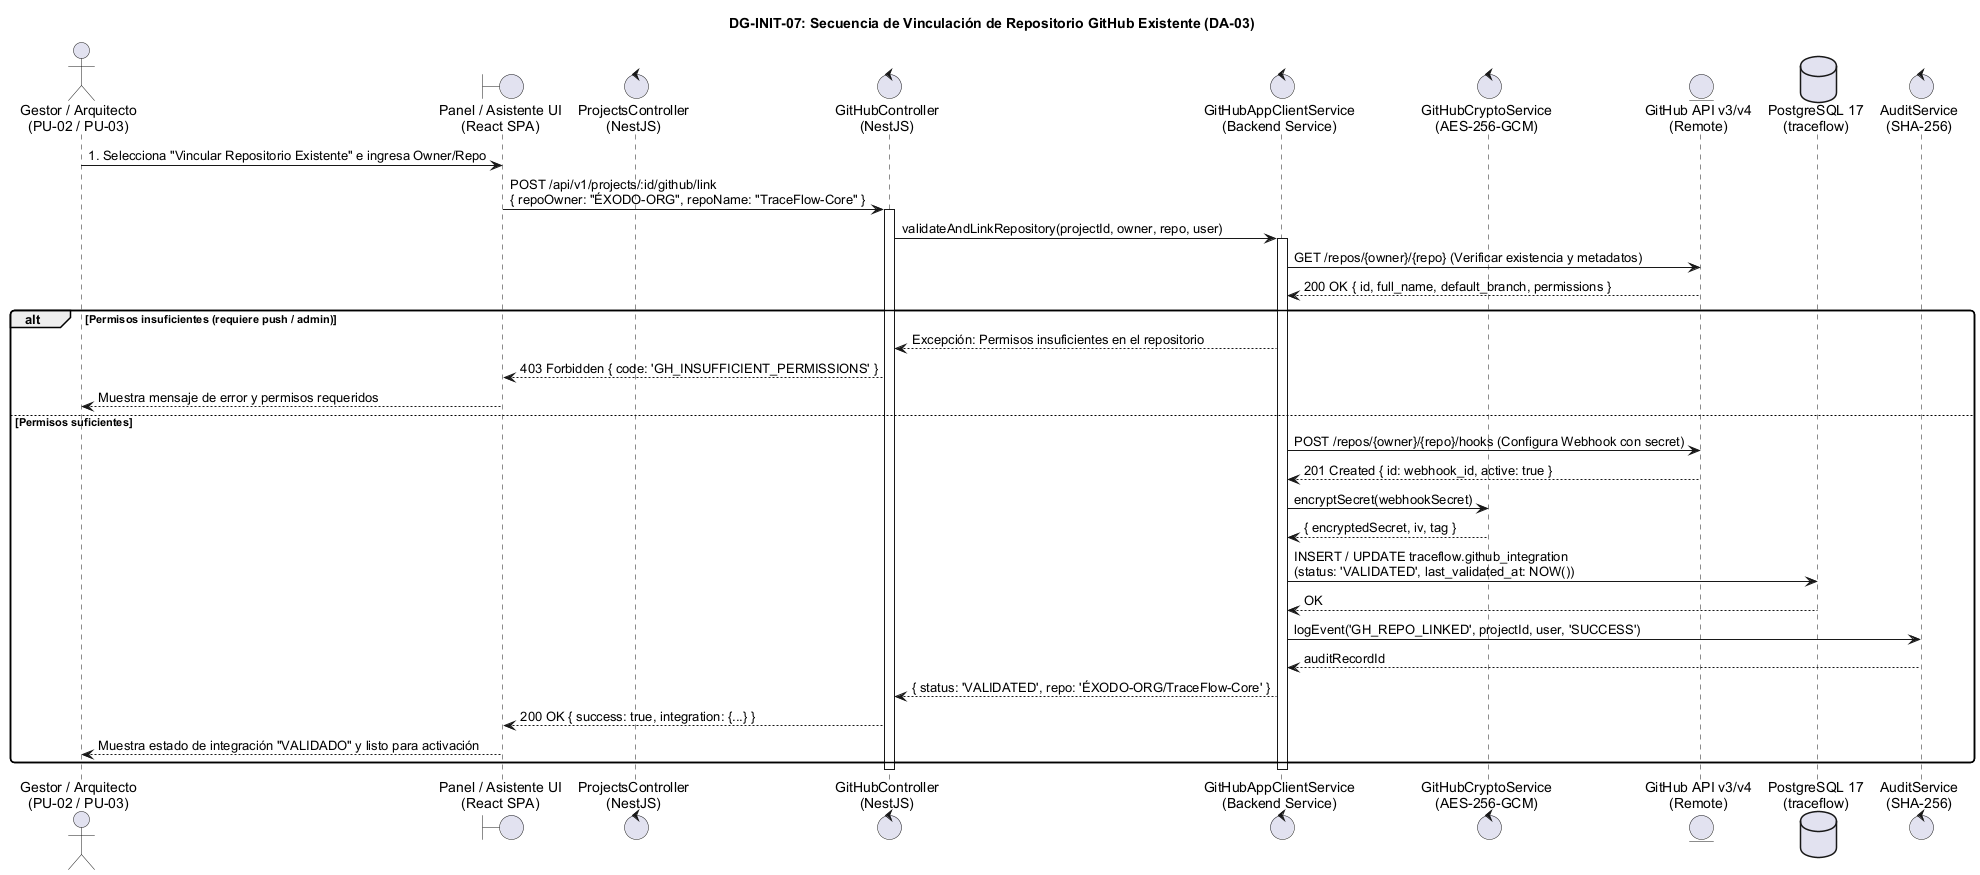 DG-INIT-07: Secuencia de Vinculación de Repositorio GitHub Existente (DA-03)
Gestor / Arquitecto
(PU-02 / PU-03)
Panel / Asistente UI
(React SPA)
ProjectsController
(NestJS)
GitHubController
(NestJS)
GitHubAppClientService
(Backend Service)
GitHubCryptoService
(AES-256-GCM)
GitHub API v3/v4
(Remote)
PostgreSQL 17
(traceflow)
AuditService
(SHA-256)
1. Selecciona "Vincular Repositorio Existente" e ingresa Owner/Repo
POST /api/v1/projects/:id/github/link
{ repoOwner: "ÉXODO-ORG", repoName: "TraceFlow-Core" }
validateAndLinkRepository(projectId, owner, repo, user)
GET /repos/{owner}/{repo} (Verificar existencia y metadatos)
200 OK { id, full_name, default_branch, permissions }
alt [Permisos insuficientes (requiere push / admin)]
Excepción: Permisos insuficientes en el repositorio
403 Forbidden { code: 'GH_INSUFFICIENT_PERMISSIONS' }
Muestra mensaje de error y permisos requeridos
[Permisos suficientes]
POST /repos/{owner}/{repo}/hooks (Configura Webhook con secret)
201 Created { id: webhook_id, active: true }
encryptSecret(webhookSecret)
{ encryptedSecret, iv, tag }
INSERT / UPDATE traceflow.github_integration
(status: 'VALIDATED', last_validated_at: NOW())
OK
logEvent('GH_REPO_LINKED', projectId, user, 'SUCCESS')
auditRecordId
{ status: 'VALIDATED', repo: 'ÉXODO-ORG/TraceFlow-Core' }
200 OK { success: true, integration: {...} }
Muestra estado de integración "VALIDADO" y listo para activación
Gestor / Arquitecto
(PU-02 / PU-03)
Panel / Asistente UI
(React SPA)
ProjectsController
(NestJS)
GitHubController
(NestJS)
GitHubAppClientService
(Backend Service)
GitHubCryptoService
(AES-256-GCM)
GitHub API v3/v4
(Remote)
PostgreSQL 17
(traceflow)
AuditService
(SHA-256)